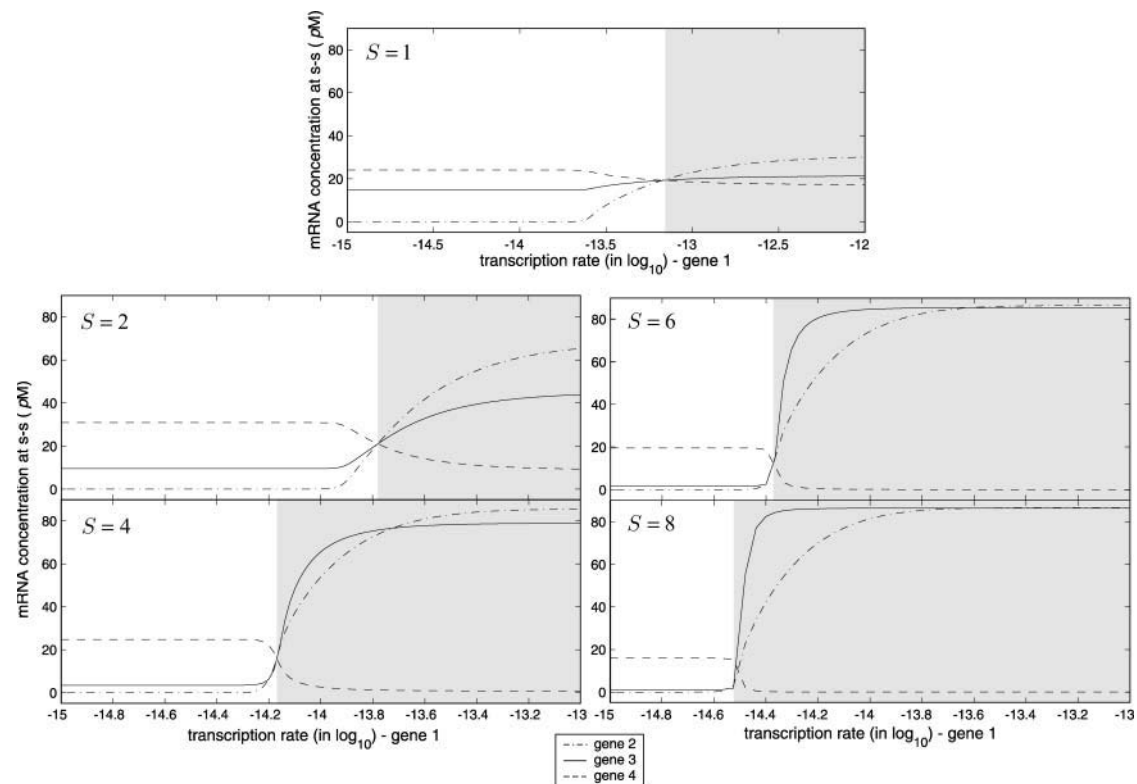 mRNA concentration at s-s ( pM)
S = 1
80
60
40
20
0
-15 -14.5 -14 -13.5 -13 -12.5 -12
transcription rate (in log10) - gene 1
mRNA concentration at s-s ( pM)
S = 2
80
60
40
20
0
S = 6
80
60
40
20
0
S = 4
80
60
40
20
0
-15 -14.8 -14.6 -14.4 -14.2 -14 -13.8 -13.6 -13.4 -13.2 -13
transcription rate (in log10) - gene 1
S = 8
80
60
40
20
0
-15 -14.8 -14.6 -14.4 -14.2 -14 -13.8 -13.6 -13.4 -13.2 -13
transcription rate (in log10) - gene 1
gene 2
gene 3
gene 4